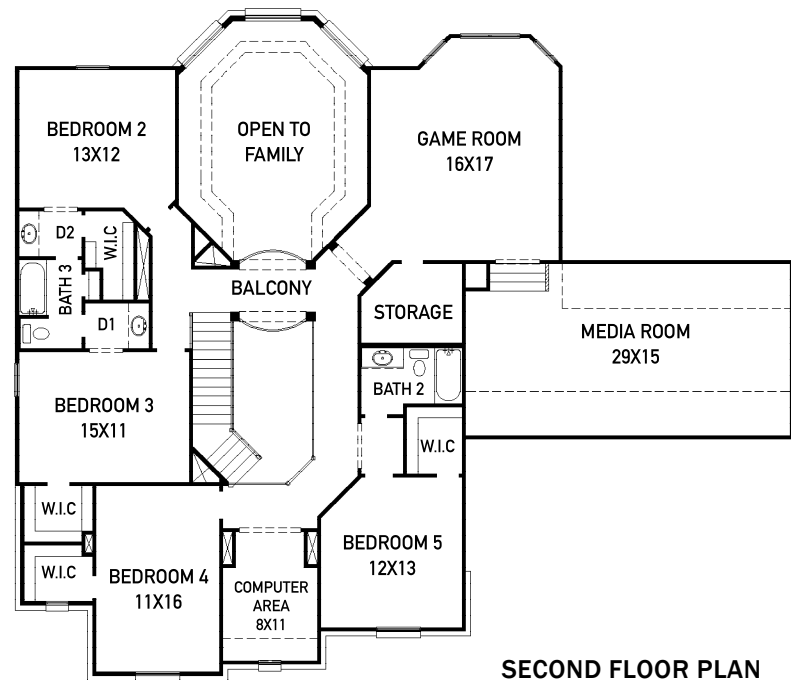 BEDROOM 2
13X12
OPEN TO
FAMILY
GAME ROOM
16X17
D2
W.I.C
BATH 3
D1
BALCONY
STORAGE
MEDIA ROOM
29X15
BATH 2
BEDROOM 3
15X11
W.I.C
W.I.C
W.I.C
BEDROOM 4
11X16
COMPUTER
AREA
8X11
BEDROOM 5
12X13
SECOND FLOOR PLAN